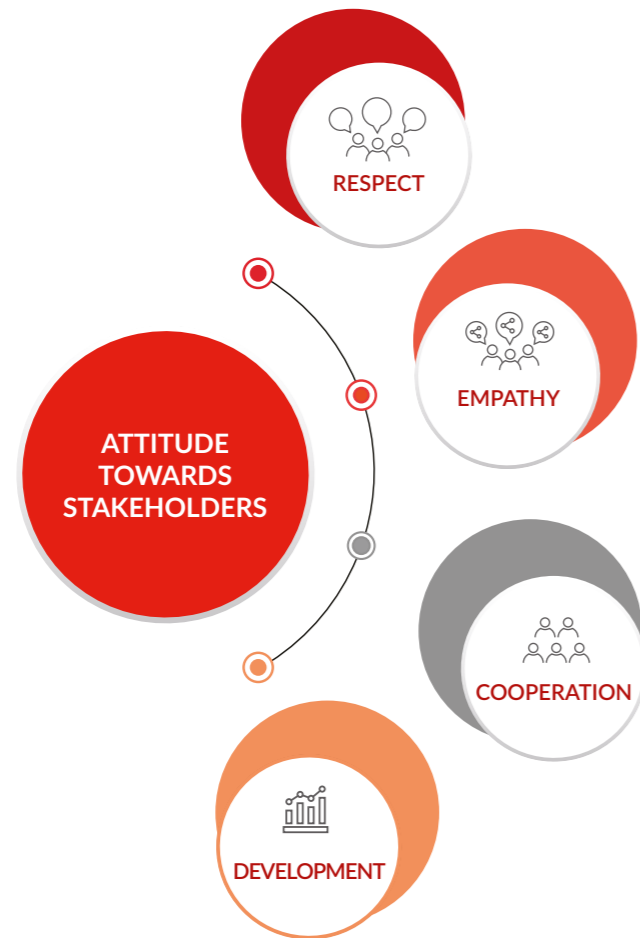 RESPECT
EMPATHY
ATTITUDE
TOWARDS
STAKEHOLDERS
COOPERATION
DEVELOPMENT